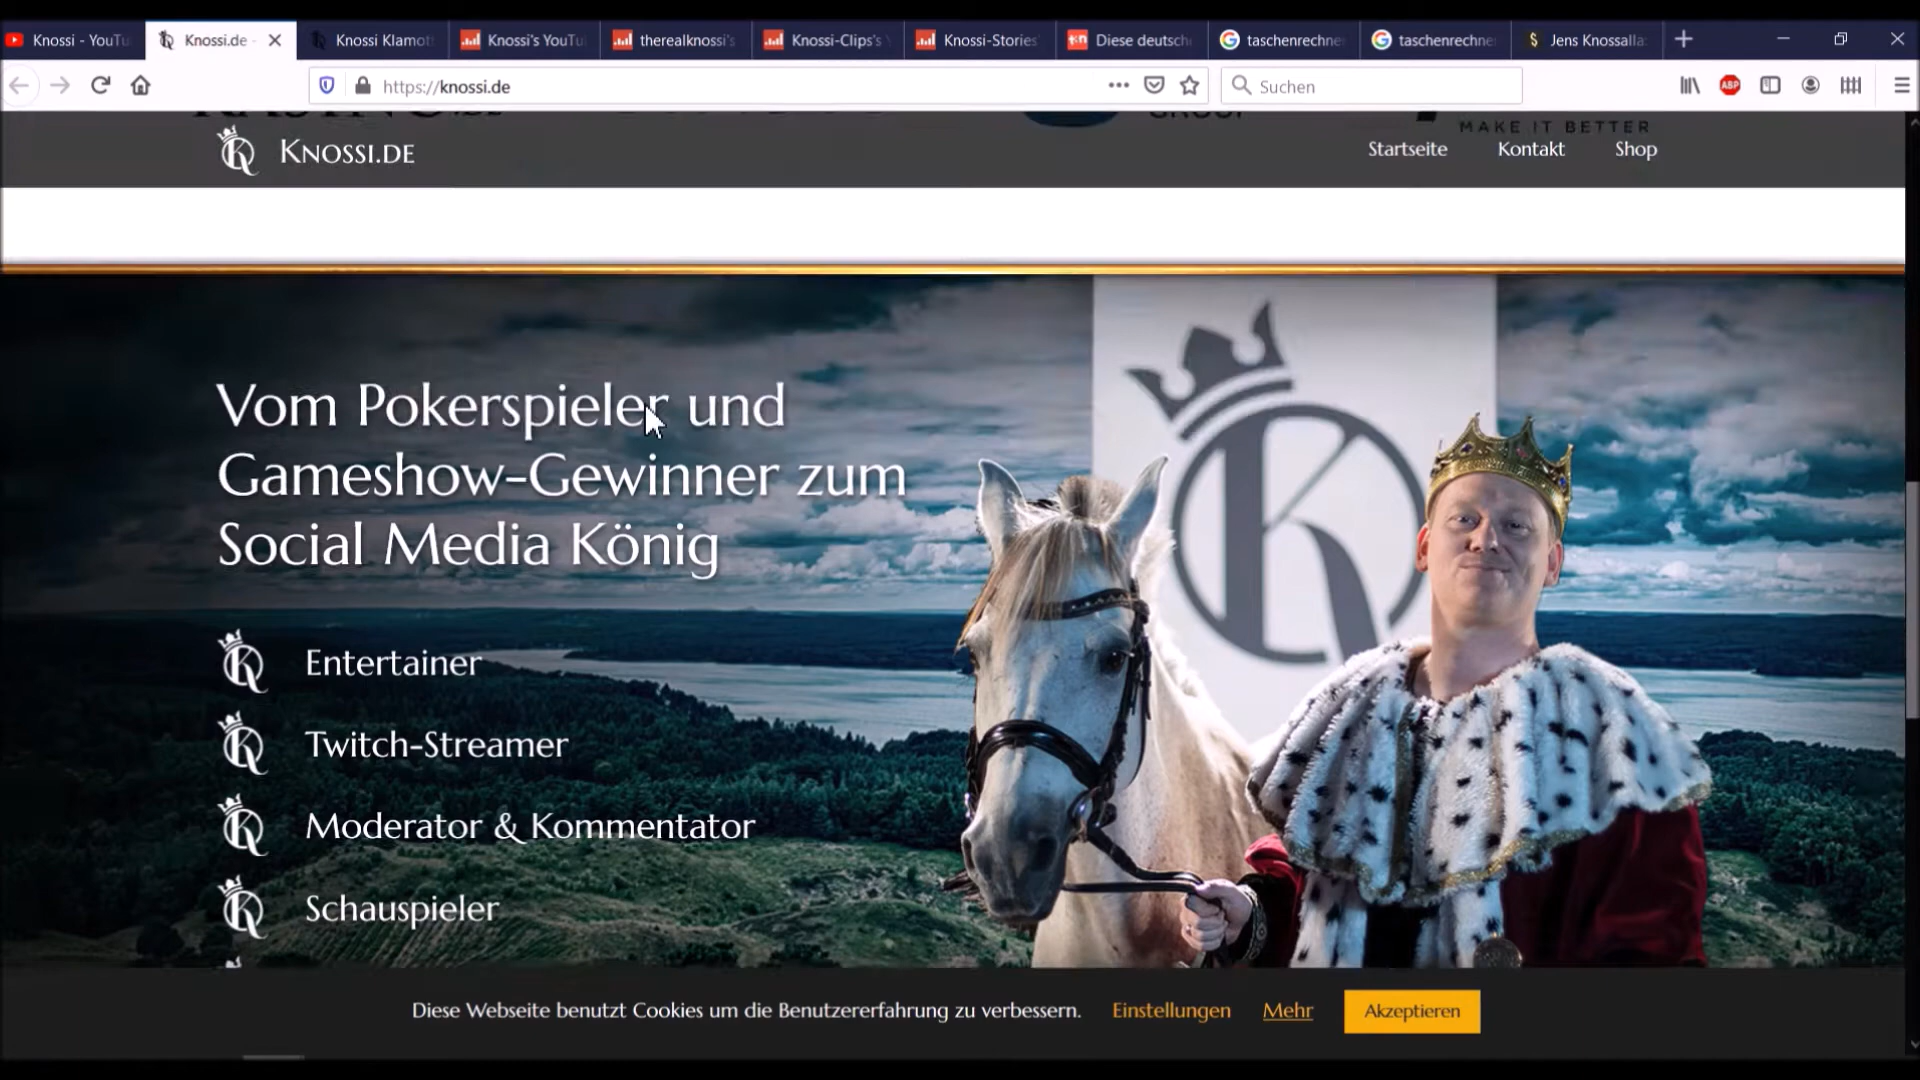 Knossi - YouTu
Knossi.de -
Knossi Klamot
Knossi's YouTu
therealknossi's
Knossi-Clips's
Knossi-Stories'
Diese deutsch
taschenrechne
taschenrechne
Jens Knossalla
https://knossi.de
Suchen
ABP
MAKE IT BETTER
KNOSSI.DE
Startseite
Kontakt
Shop
Vom Pokerspieler und
Gameshow-Gewinner zum
Social Media König
Entertainer
Twitch-Streamer
Moderator & Kommentator
Schauspieler
Diese Webseite benutzt Cookies um die Benutzererfahrung zu verbessern. Einstellungen Mehr Akzeptieren